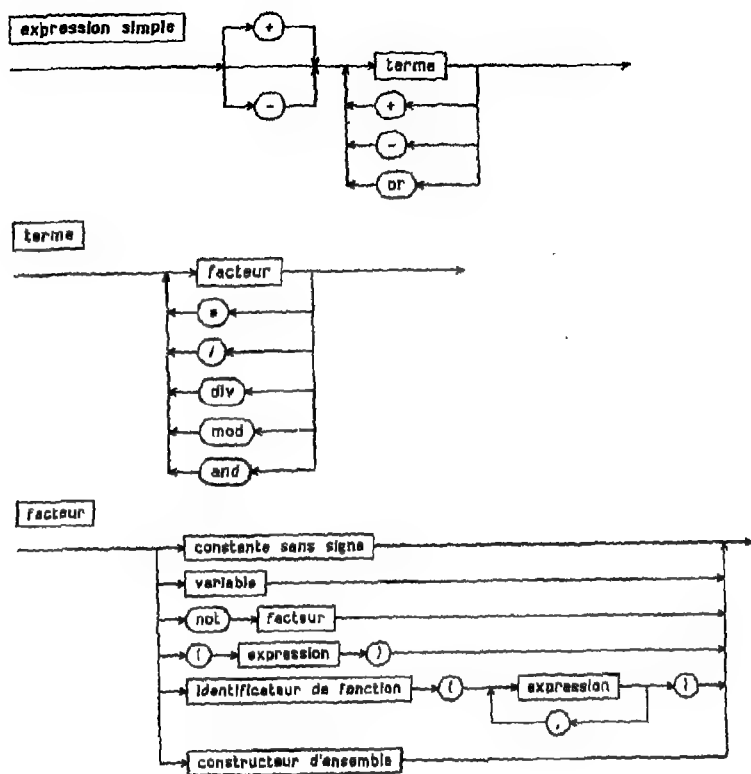 expression simple
+
terme
-
+
-
or
terme
facteur
*
/
div
mod
and
facteur
constante sans signe
variable
not facteur
( expression )
identificateur de fonction ( expression )
,
constructeur d'ensemble